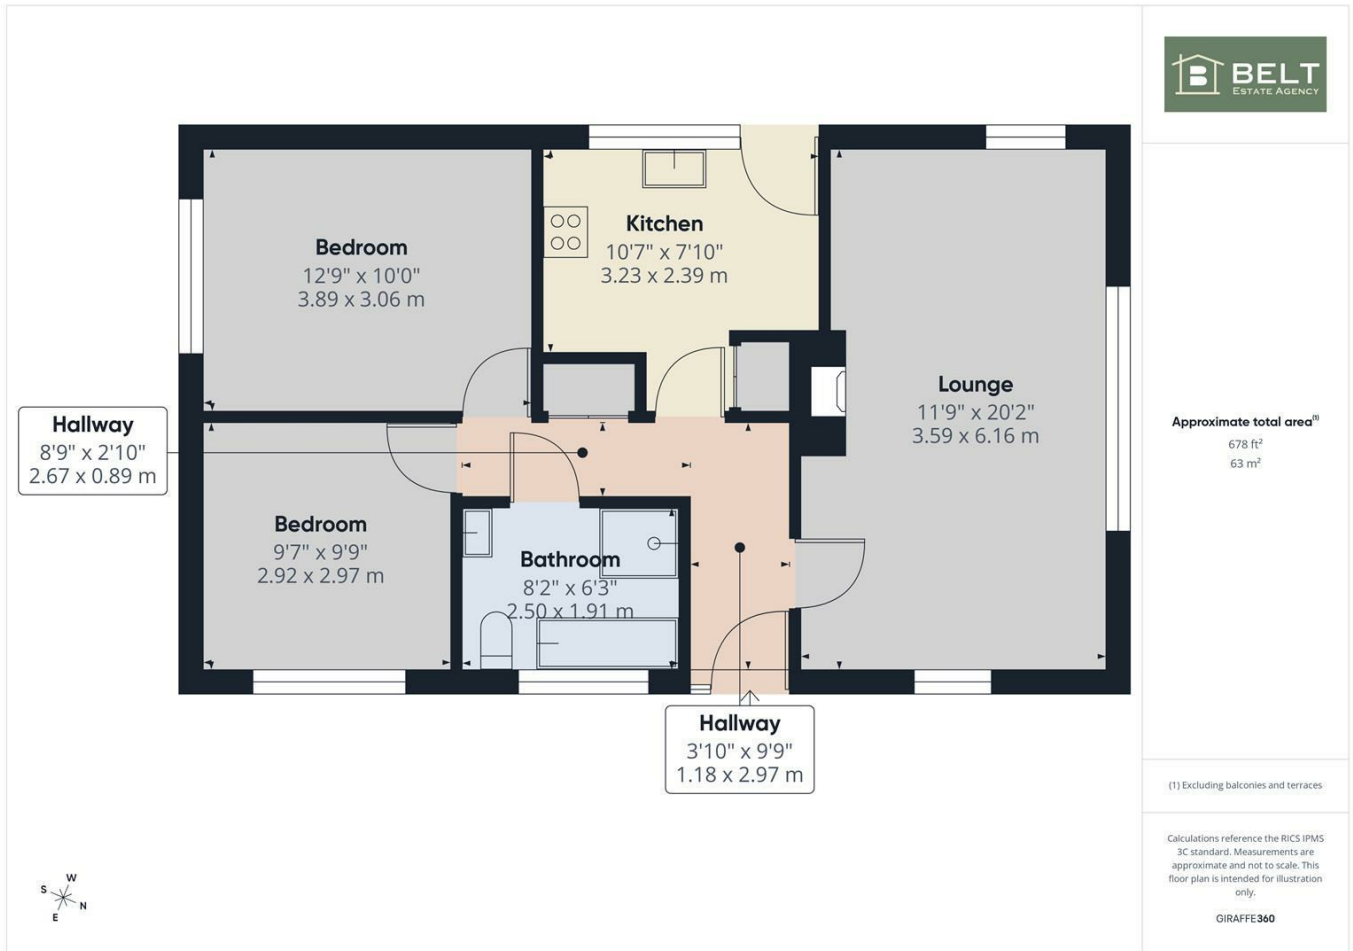 B BELT
ESTATE AGENCY
Bedroom
12'9" x 10'0"
3.89 x 3.06 m
Kitchen
10'7" x 7'10"
3.23 x 2.39 m
Lounge
11'9" x 20'2"
3.59 x 6.16 m
Hallway
8'9" x 2'10"
2.67 x 0.89 m
Bedroom
9'7" x 9'9"
2.92 x 2.97 m
Bathroom
8'2" x 6'3"
2.50 x 1.91 m
Hallway
3'10" x 9'9"
1.18 x 2.97 m
Approximate total area⁽¹⁾
678 ft²
63 m²
(1) Excluding balconies and terraces
Calculations reference the RICS IPMS
3C standard. Measurements are
approximate and not to scale. This
floor plan is intended for illustration
only.
GIRAFFE360
W
S
N
E